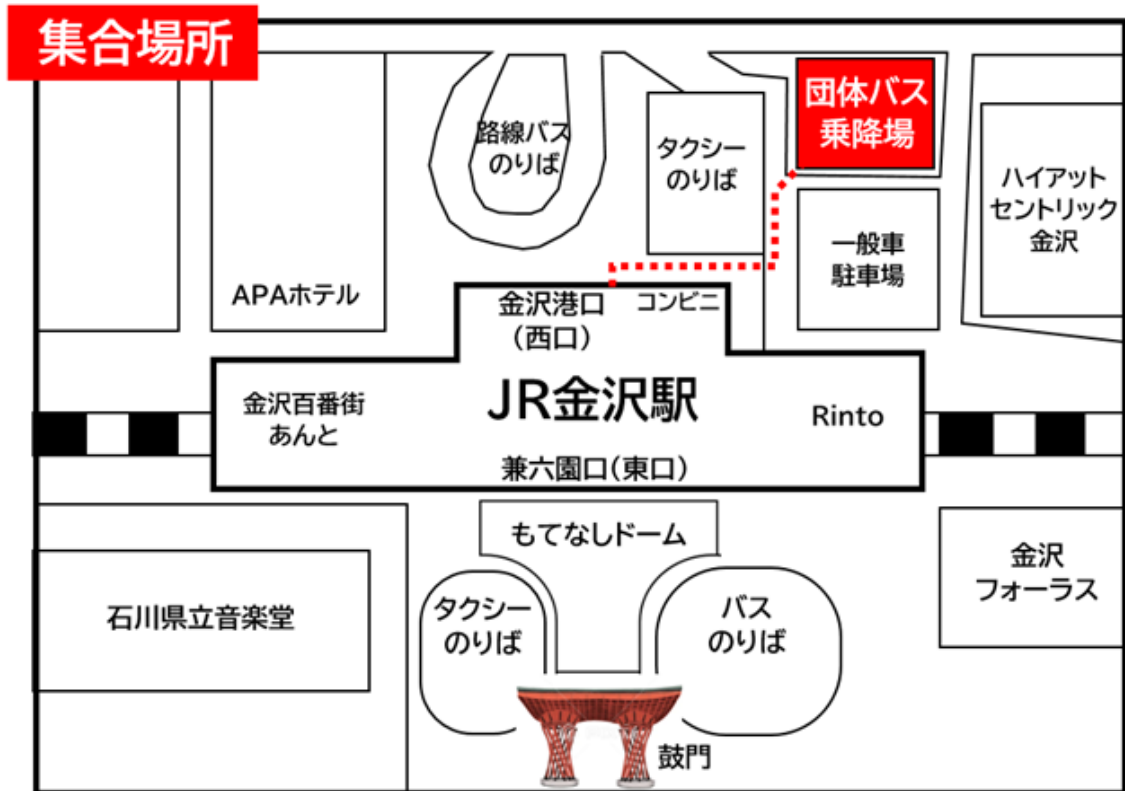 集合場所
団体バス
乗降場
路線バス
のりば
タクシー
のりば
ハイアット
セントリック
金沢
一般車
駐車場
APAホテル
金沢港口
(西口)
コンビニ
金沢百番街
あんと
JR金沢駅
Rinto
兼六園口(東口)
もてなしドーム
石川県立音楽堂
タクシー
のりば
バス
のりば
金沢
フォーラス
鼓門